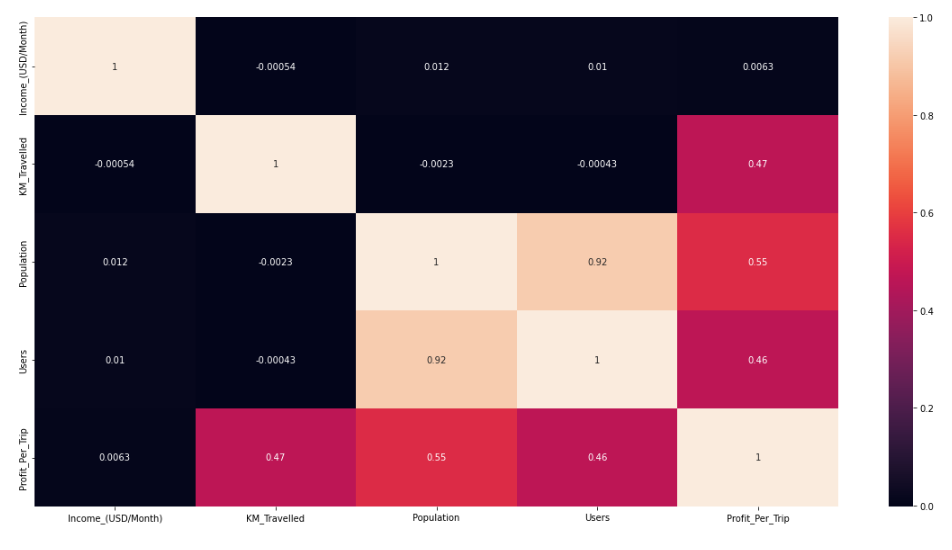 Income_(USD/Month)
1 -0.00054 0.012 0.01 0.0063
KM_Travelled
-0.00054 1 -0.0023 -0.00043 0.47
Population
0.012 -0.0023 1 0.92 0.55
Users
0.01 -0.00043 0.92 1 0.46
Profit_Per_Trip
0.0063 0.47 0.55 0.46 1
Income_(USD/Month) KM_Travelled Population Users Profit_Per_Trip
1.0
0.8
0.6
0.4
0.2
0.0